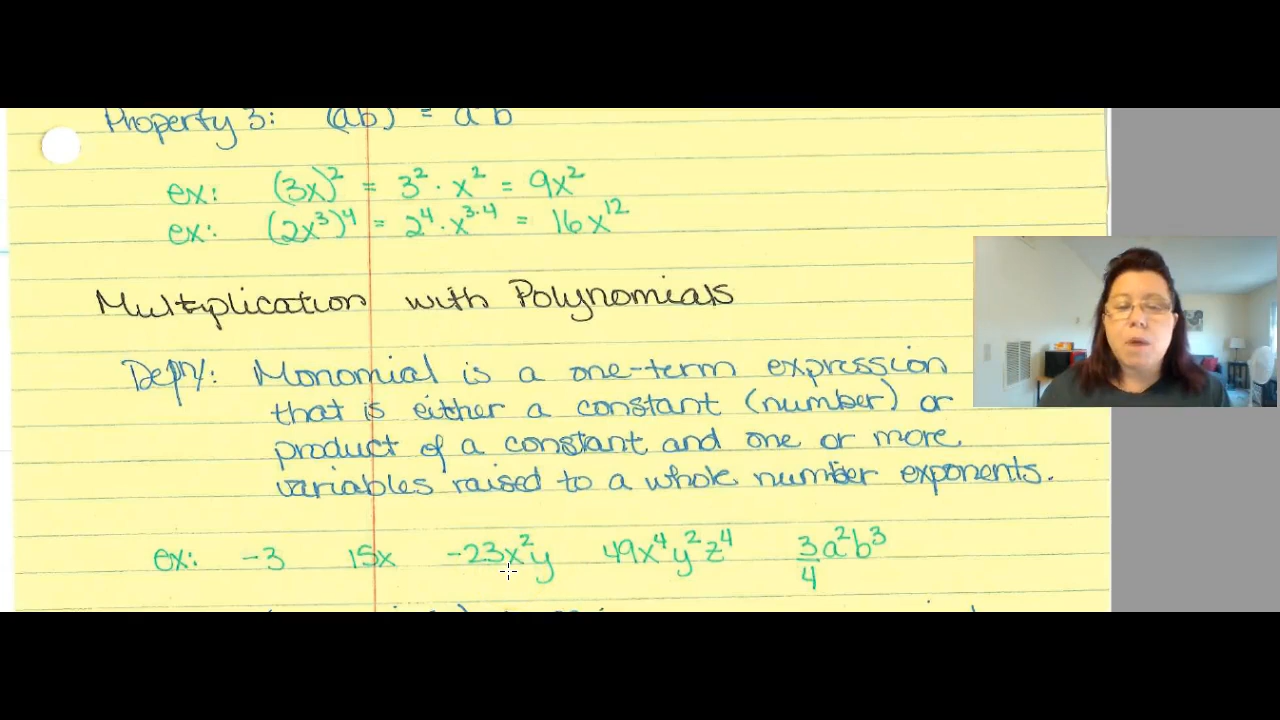 Property 3: (ab) = a b
ex: (3x)² = 3² · x² = 9x²
ex: (2x³)⁴ = 2⁴ · x³·⁴ = 16x¹²
Multiplication with Polynomials
Defn: Monomial is a one-term expression
that is either a constant (number) or
product of a constant and one or more
variables raised to a whole number exponents.
ex: -3 15x -23x²y 49x⁴y²z⁴ 3/4 a²b³